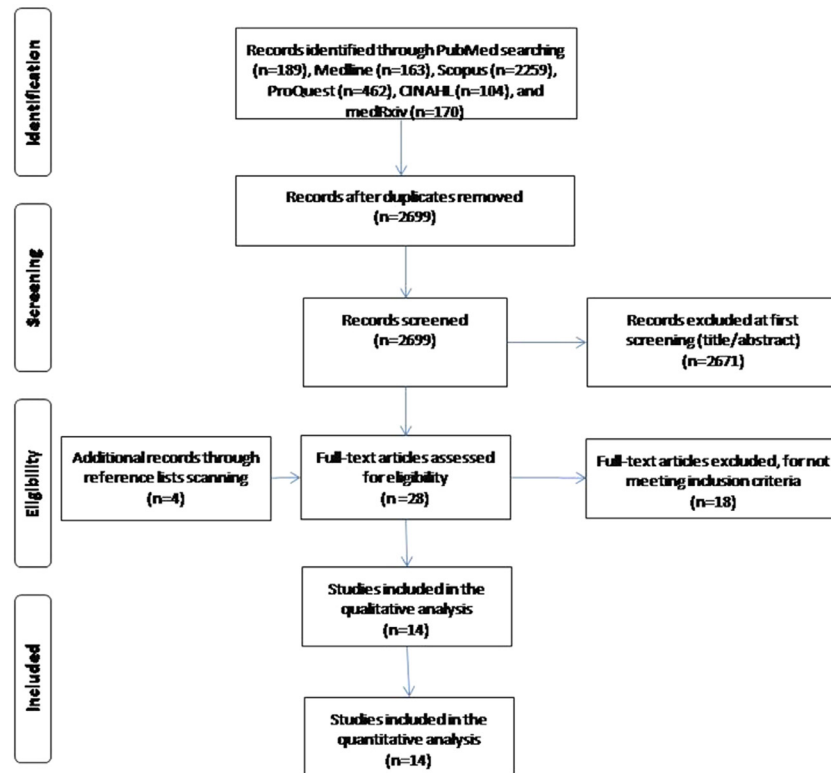 Identification
Records identified through PubMed searching
(n=189), Medline (n=163), Scopus (n=2259),
ProQuest (n=462), CINAHL (n=104), and
medRxiv (n=170)
Records after duplicates removed
(n=2699)
Screening
Records screened
(n=2699)
Records excluded at first
screening (title/abstract)
(n=2671)
Eligibility
Additional records through
reference lists scanning
(n=4)
Full-text articles assessed
for eligibility
(n=28)
Full-text articles excluded, for not
meeting inclusion criteria
(n=18)
Included
Studies included in the
qualitative analysis
(n=14)
Studies included in the
quantitative analysis
(n=14)